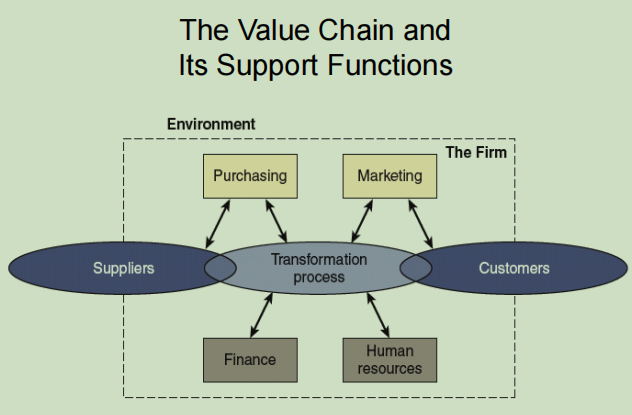 The Value Chain and
Its Support Functions
Environment
The Firm
Purchasing
Marketing
Suppliers
Transformation
process
Customers
Finance
Human
resources